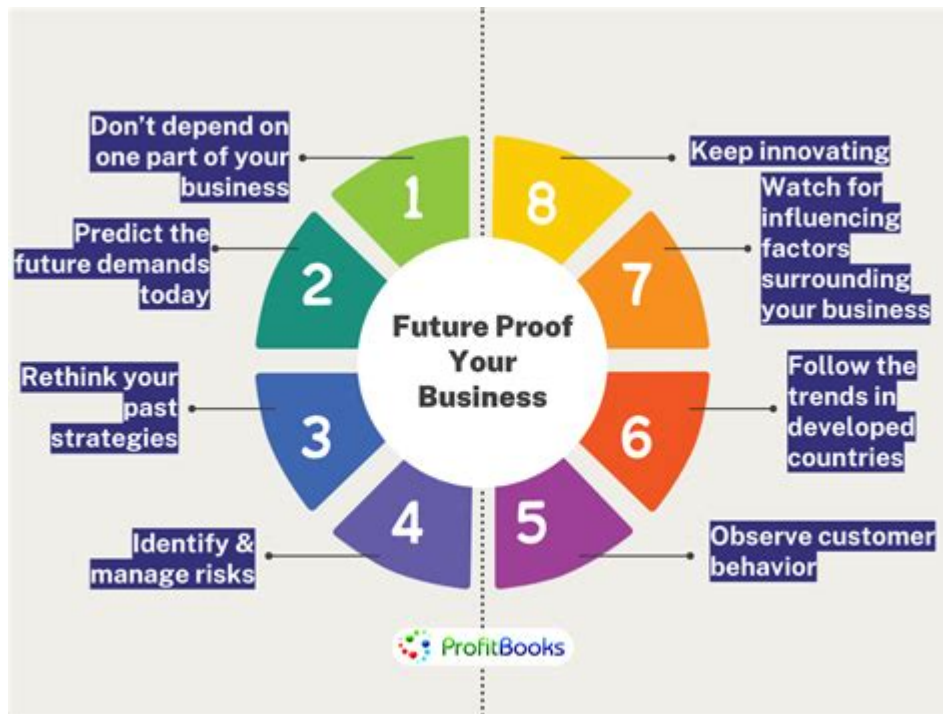 Don't depend on
one part of your
business
1
Predict the
future demands
today
2
Rethink your
past
strategies
3
Identify &
manage risks
4
Future Proof
Your
Business
8
Keep innovating
7
Watch for
influencing
factors
surrounding
your business
6
Follow the
trends in
developed
countries
5
Observe customer
behavior
ProfitBooks